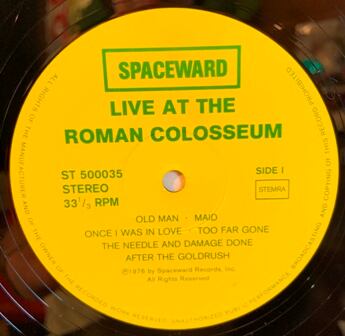 SPACEWARD
LIVE AT THE
ROMAN COLOSSEUM
ST 500035
STEREO
33 1/3 RPM
SIDE I
STEMRA
OLD MAN · MAID
ONCE I WAS IN LOVE · TOO FAR GONE
THE NEEDLE AND DAMAGE DONE
AFTER THE GOLDRUSH
Ⓟ1976 by Spaceward Records, Inc.
All Rights Reserved.
ALL RIGHTS OF THE MANUFACTURER AND OF THE OWNER OF THE RECORDED WORK RESERVED. UNAUTHORIZED PUBLIC PERFORMANCE, BROADCASTING AND COPYING OF THIS RECORD PROHIBITED.